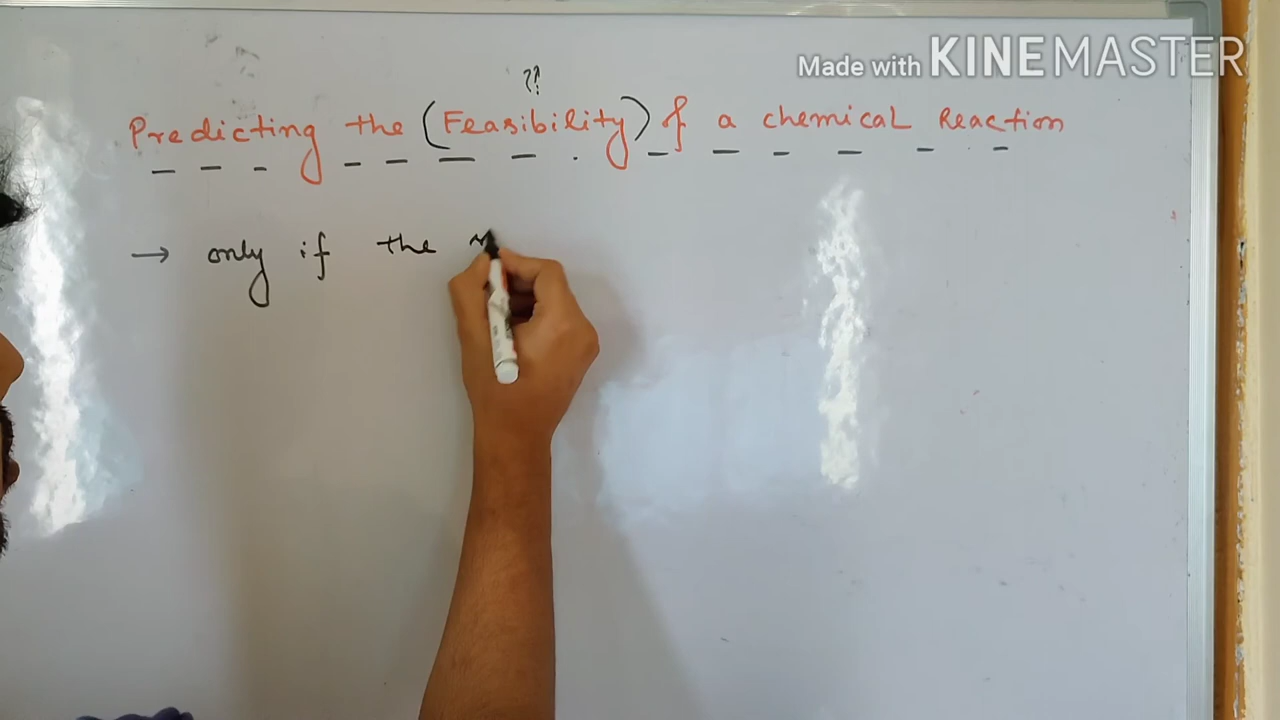 Made with KINEMASTER
??
Predicting the (Feasibility) of a chemical Reaction
→ only if the